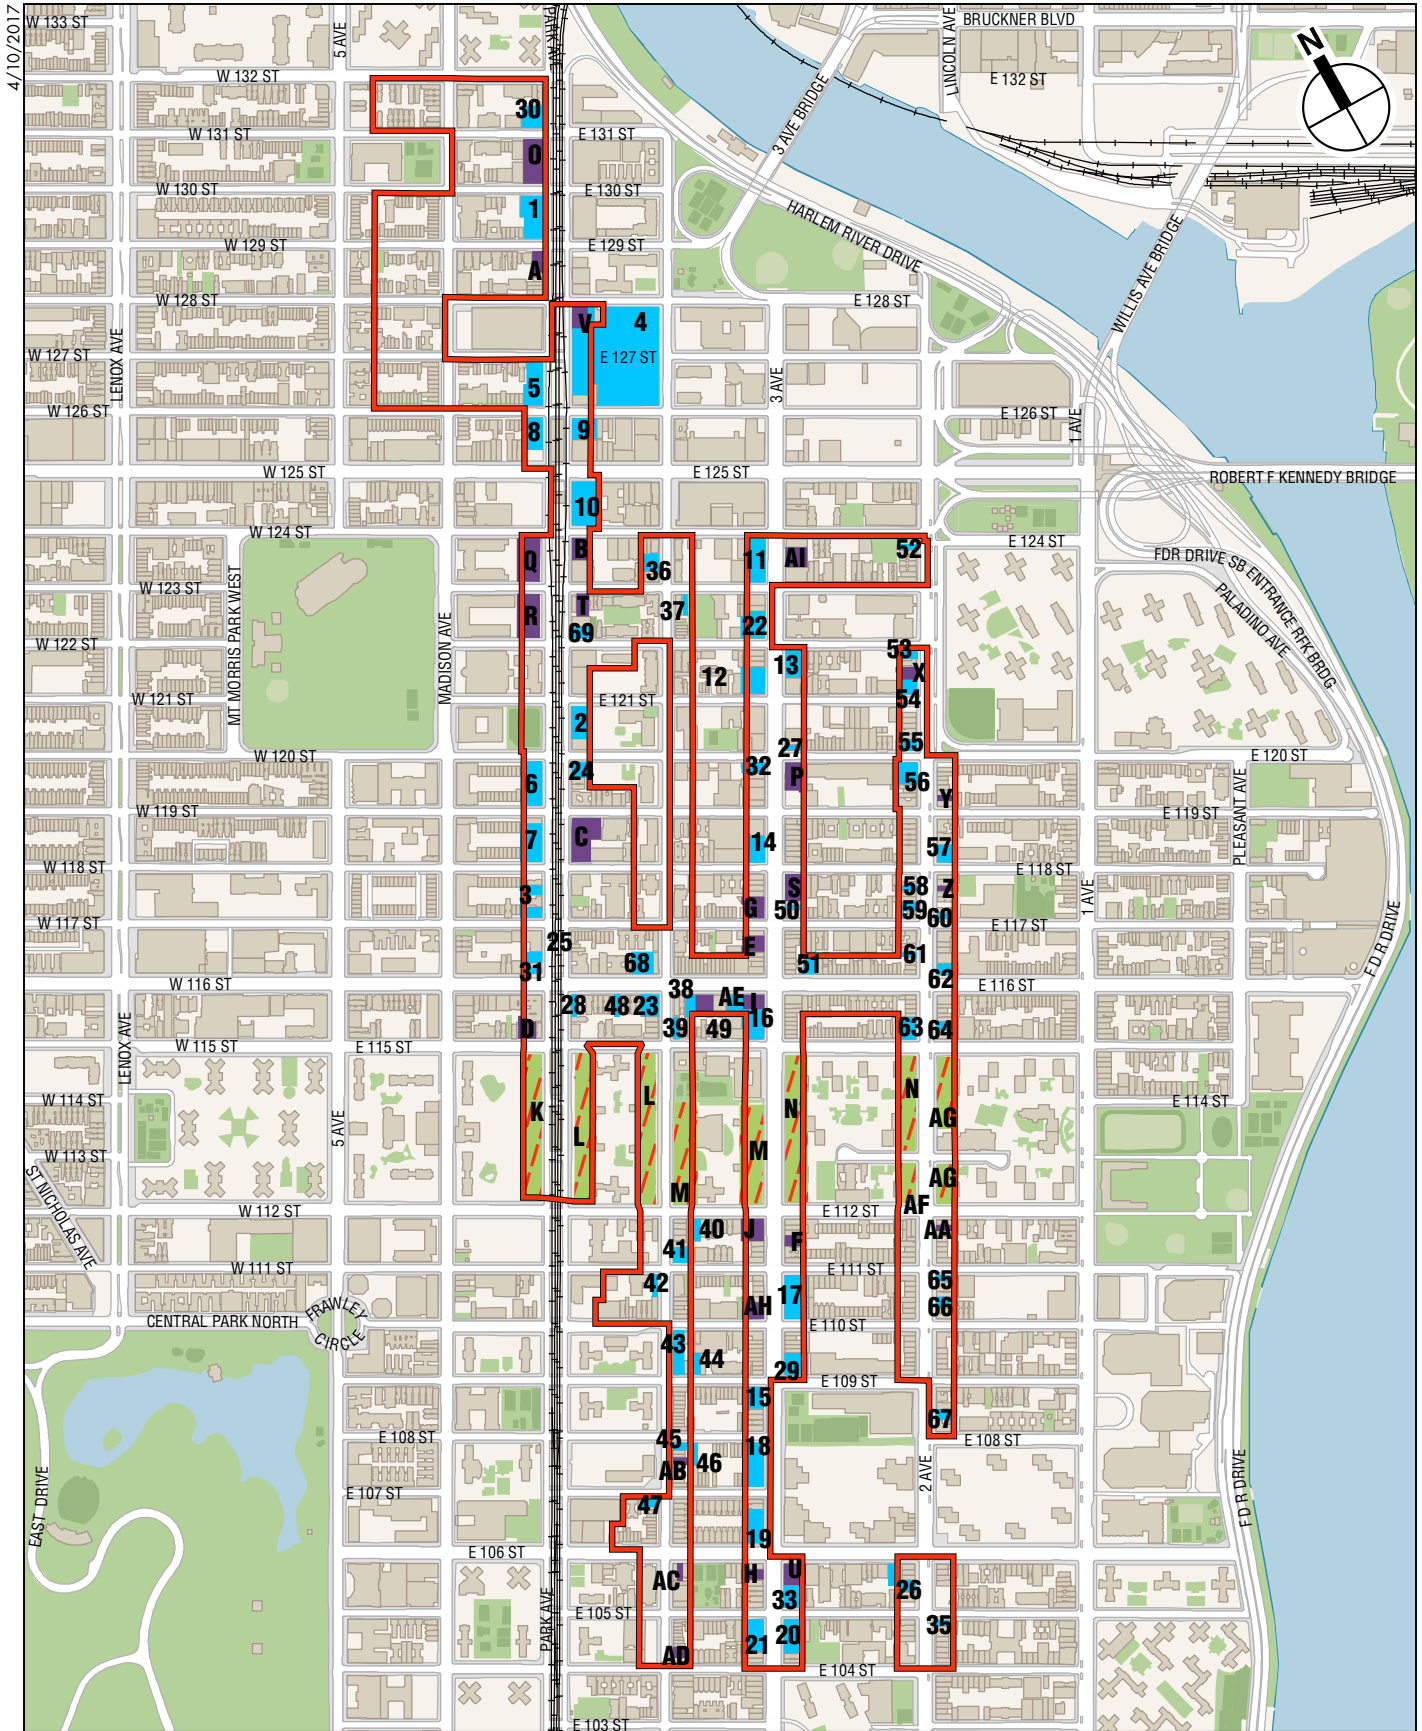 4/10/2017
W 133 ST
5 AVE
PARK AVE
LINCOLN AVE
BRUCKNER BLVD
N
W 132 ST
E 132 ST
3 AVE BRIDGE
30
W 131 ST
E 131 ST
O
W 130 ST
E 130 ST
1
HARLEM RIVER DRIVE
W 129 ST
E 129 ST
A
WILLIS AVE BRIDGE
W 128 ST
E 128 ST
V
4
LENOX AVE
W 127 ST
E 127 ST
5
3 AVE
W 126 ST
E 126 ST
1 AVE
8
9
W 125 ST
E 125 ST
ROBERT F KENNEDY BRIDGE
10
W 124 ST
E 124 ST
Q
B
36
11
AI
52
FDR DRIVE SB ENTRANCE RFK BRDG
W 123 ST
PALADINO AVE
R
T
37
22
69
W 122 ST
MT MORRIS PARK WEST
MADISON AVE
53
13
X
12
W 121 ST
E 121 ST
54
2
27
55
W 120 ST
E 120 ST
24
32
P
6
56
Y
PLEASANT AVE
W 119 ST
E 119 ST
C
7
14
57
W 118 ST
E 118 ST
3
S
58
Z
1 AVE
G
50
59
60
W 117 ST
E 117 ST
25
E
61
FDR DRIVE
31
68
51
62
W 116 ST
E 116 ST
38
AE
I
28
48
23
16
D
39
49
63
64
LENOX AVE
W 115 ST
E 115 ST
W 114 ST
E 114 ST
5 AVE
K
L
L
N
N
AG
W 113 ST
M
M
AG
ST NICHOLAS AVE
AF
W 112 ST
E 112 ST
40
J
F
AA
41
W 111 ST
E 111 ST
42
65
17
AH
66
FRAWLEY
CIRCLE
CENTRAL PARK NORTH
E 110 ST
43
44
29
E 109 ST
15
67
E 108 ST
E 108 ST
45
18
46
AB
2 AVE
E 107 ST
47
EAST DRIVE
FDR DRIVE
19
E 106 ST
AC
H
U
26
33
E 105 ST
PARK AVE
35
21
20
AD
E 104 ST
E 103 ST